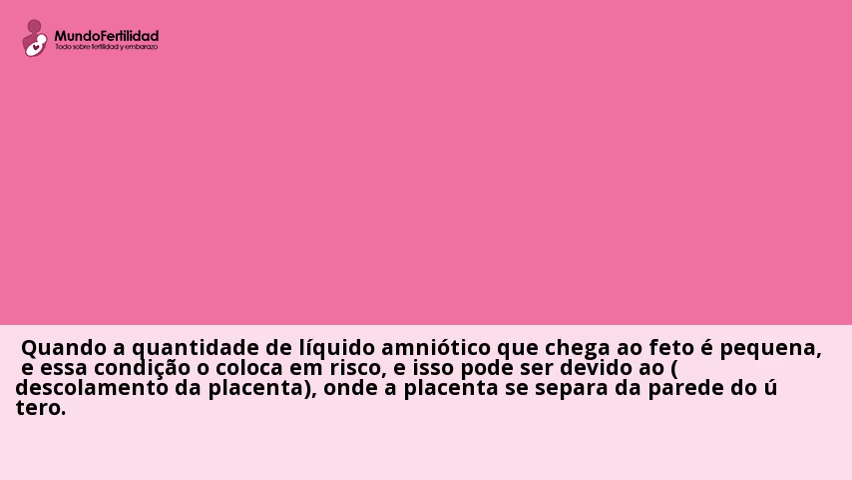 MundoFertilidad
Todo sobre fertilidad y embarazo
Quando a quantidade de líquido amniótico que chega ao feto é pequena,
e essa condição o coloca em risco, e isso pode ser devido ao (
descolamento da placenta), onde a placenta se separa da parede do ú
tero.